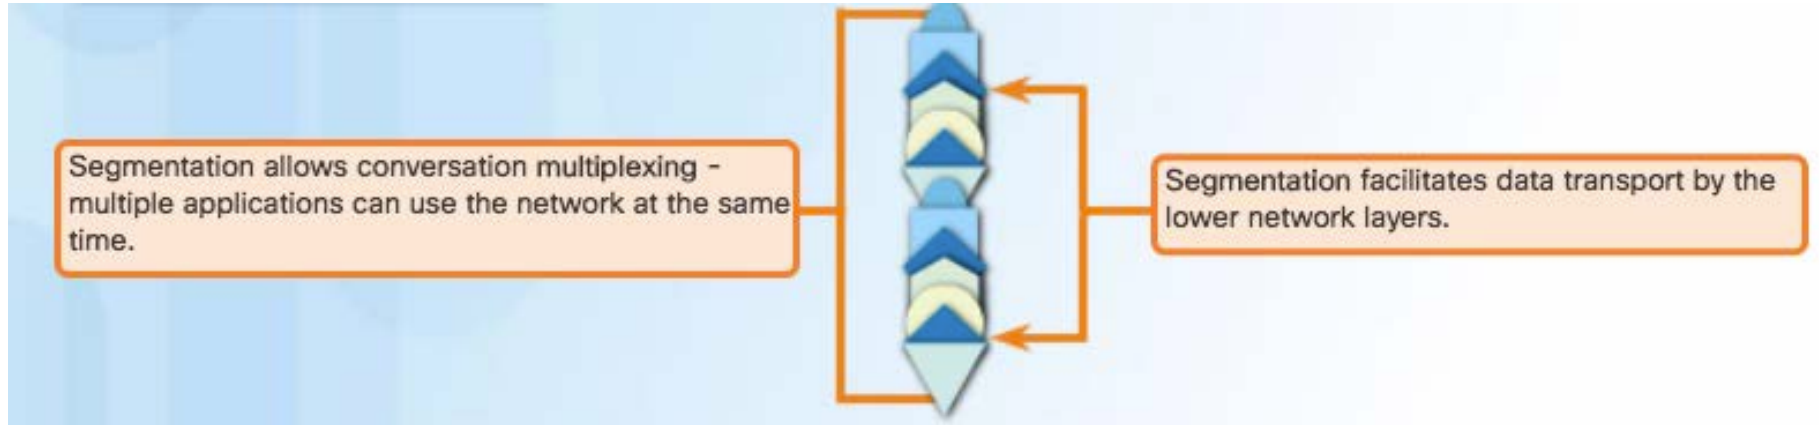 Segmentation allows conversation multiplexing -
multiple applications can use the network at the same
time.
Segmentation facilitates data transport by the
lower network layers.